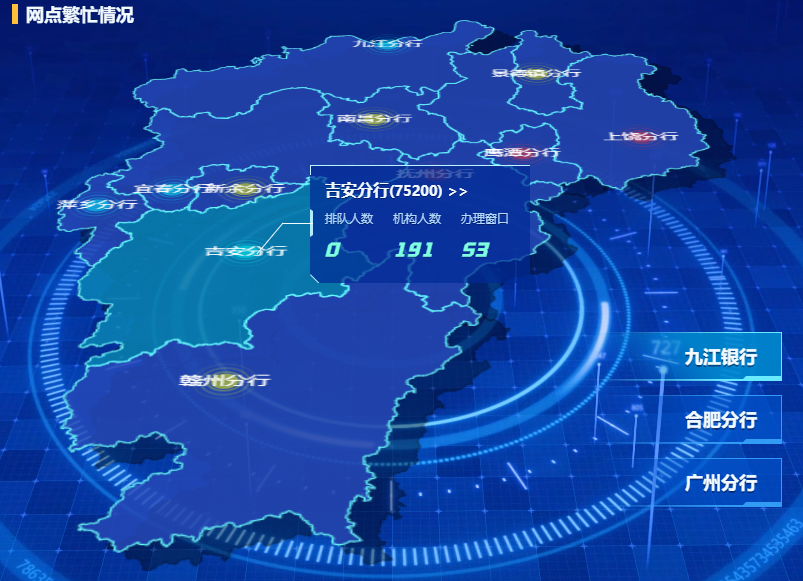 网点繁忙情况
九江分行
景德镇分行
南昌分行
上饶分行
鹰潭分行
抚州分行
宜春分行
新余分行
萍乡分行
吉安分行(75200) >>
排队人数 机构人数 办理窗口
0 191 53
吉安分行
727
九江银行
赣州分行
合肥分行
广州分行